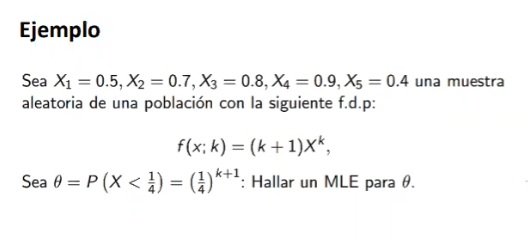 Ejemplo
Sea X₁ = 0.5, X₂ = 0.7, X₃ = 0.8, X₄ = 0.9, X₅ = 0.4 una muestra
aleatoria de una población con la siguiente f.d.p:
f(x; k) = (k + 1)Xᵏ,
Sea θ = P (X < 1/4) = (1/4)ᵏ⁺¹: Hallar un MLE para θ.